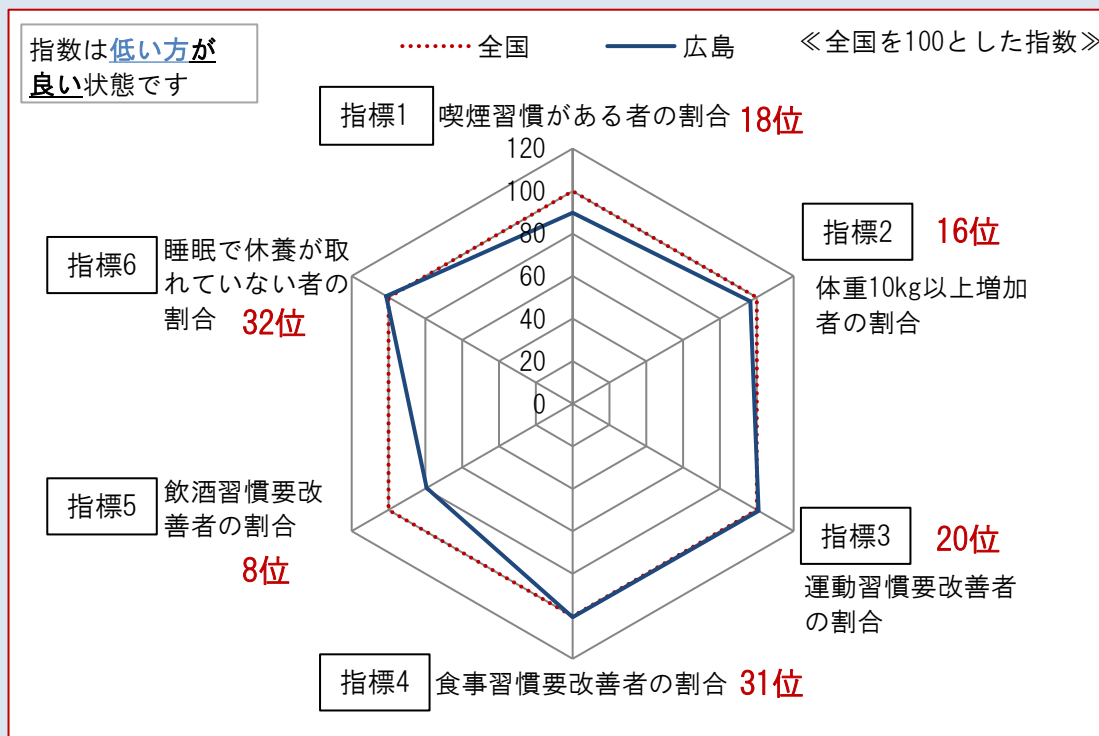 指数は低い方が
良い状態です
全国
広島
≪全国を100とした指数≫
指標1
喫煙習慣がある者の割合 18位
120
100
80
60
40
20
0
指標2
16位
体重10kg以上増加
者の割合
指標3
20位
運動習慣要改善者
の割合
指標4
食事習慣要改善者の割合 31位
指標5
飲酒習慣要改
善者の割合
8位
指標6
睡眠で休養が取
れていない者の
割合 32位